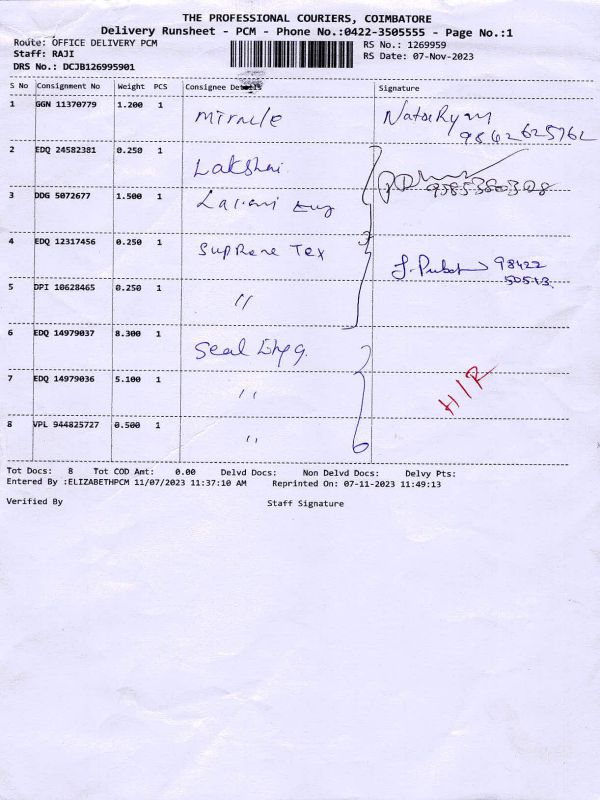 THE PROFESSIONAL COURIERS, COIMBATORE
Delivery Runsheet - PCM - Phone No.:0422-3505555 - Page No.:1
Route: OFFICE DELIVERY PCM RS No.: 1269959
Staff: RAJI RS Date: 07-Nov-2023
DRS No.: DCJB126995901
S No Consignment No Weight PCS Consignee Details Signature
1 GGN 11370779 1.200 1 Miracle
9842625762
2 EDQ 24582381 0.250 1 Lakshmi
3 DDG 5072677 1.500 1
4 EDQ 12317456 0.250 1 Supreme Tex 98422
5 DPI 10628465 0.250 1 "
6 EDQ 14979037 8.300 1 Seal
7 EDQ 14979036 5.100 1 " H/R
8 VPL 944825727 0.500 1 "
Tot Docs: 8 Tot COD Amt: 0.00 Delvd Docs: Non Delvd Docs: Delvy Pts:
Entered By :ELIZABETHPCM 11/07/2023 11:37:10 AM Reprinted On: 07-11-2023 11:49:13
Verified By Staff Signature